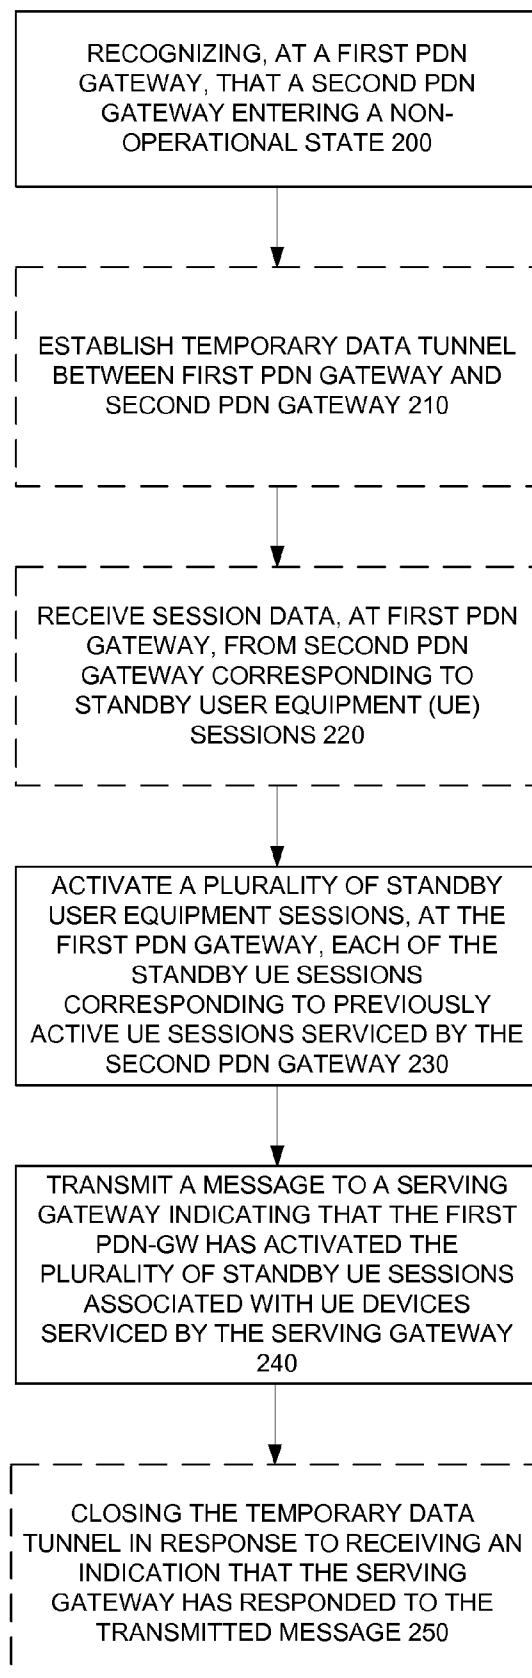 RECOGNIZING, AT A FIRST PDN
GATEWAY, THAT A SECOND PDN
GATEWAY ENTERING A NON-
OPERATIONAL STATE 200
ESTABLISH TEMPORARY DATA TUNNEL
BETWEEN FIRST PDN GATEWAY AND
SECOND PDN GATEWAY 210
RECEIVE SESSION DATA, AT FIRST PDN
GATEWAY, FROM SECOND PDN
GATEWAY CORRESPONDING TO
STANDBY USER EQUIPMENT (UE)
SESSIONS 220
ACTIVATE A PLURALITY OF STANDBY
USER EQUIPMENT SESSIONS, AT THE
FIRST PDN GATEWAY, EACH OF THE
STANDBY UE SESSIONS
CORRESPONDING TO PREVIOUSLY
ACTIVE UE SESSIONS SERVICED BY THE
SECOND PDN GATEWAY 230
TRANSMIT A MESSAGE TO A SERVING
GATEWAY INDICATING THAT THE FIRST
PDN-GW HAS ACTIVATED THE
PLURALITY OF STANDBY UE SESSIONS
ASSOCIATED WITH UE DEVICES
SERVICED BY THE SERVING GATEWAY
240
CLOSING THE TEMPORARY DATA
TUNNEL IN RESPONSE TO RECEIVING AN
INDICATION THAT THE SERVING
GATEWAY HAS RESPONDED TO THE
TRANSMITTED MESSAGE 250